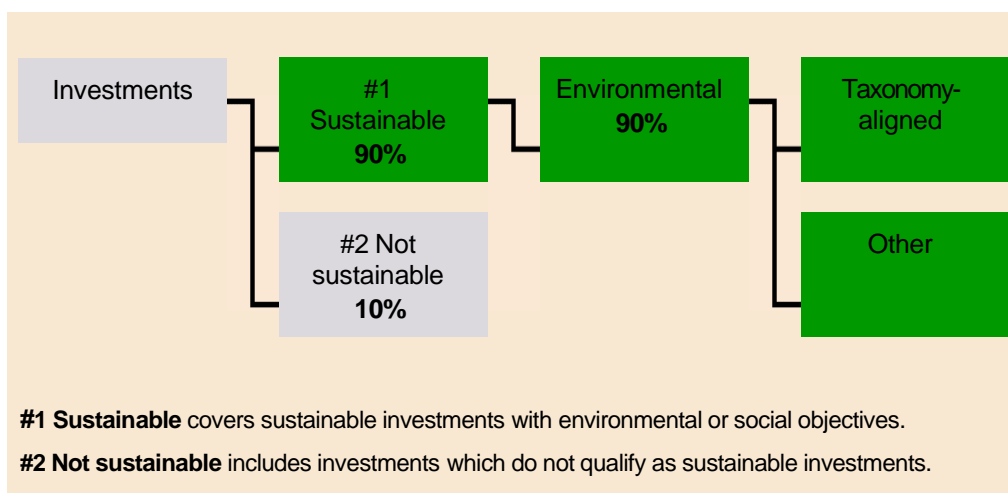 Investments
#1
Sustainable
90%
Environmental
90%
Taxonomy-
aligned
#2 Not
sustainable
10%
Other
#1 Sustainable covers sustainable investments with environmental or social objectives.
#2 Not sustainable includes investments which do not qualify as sustainable investments.